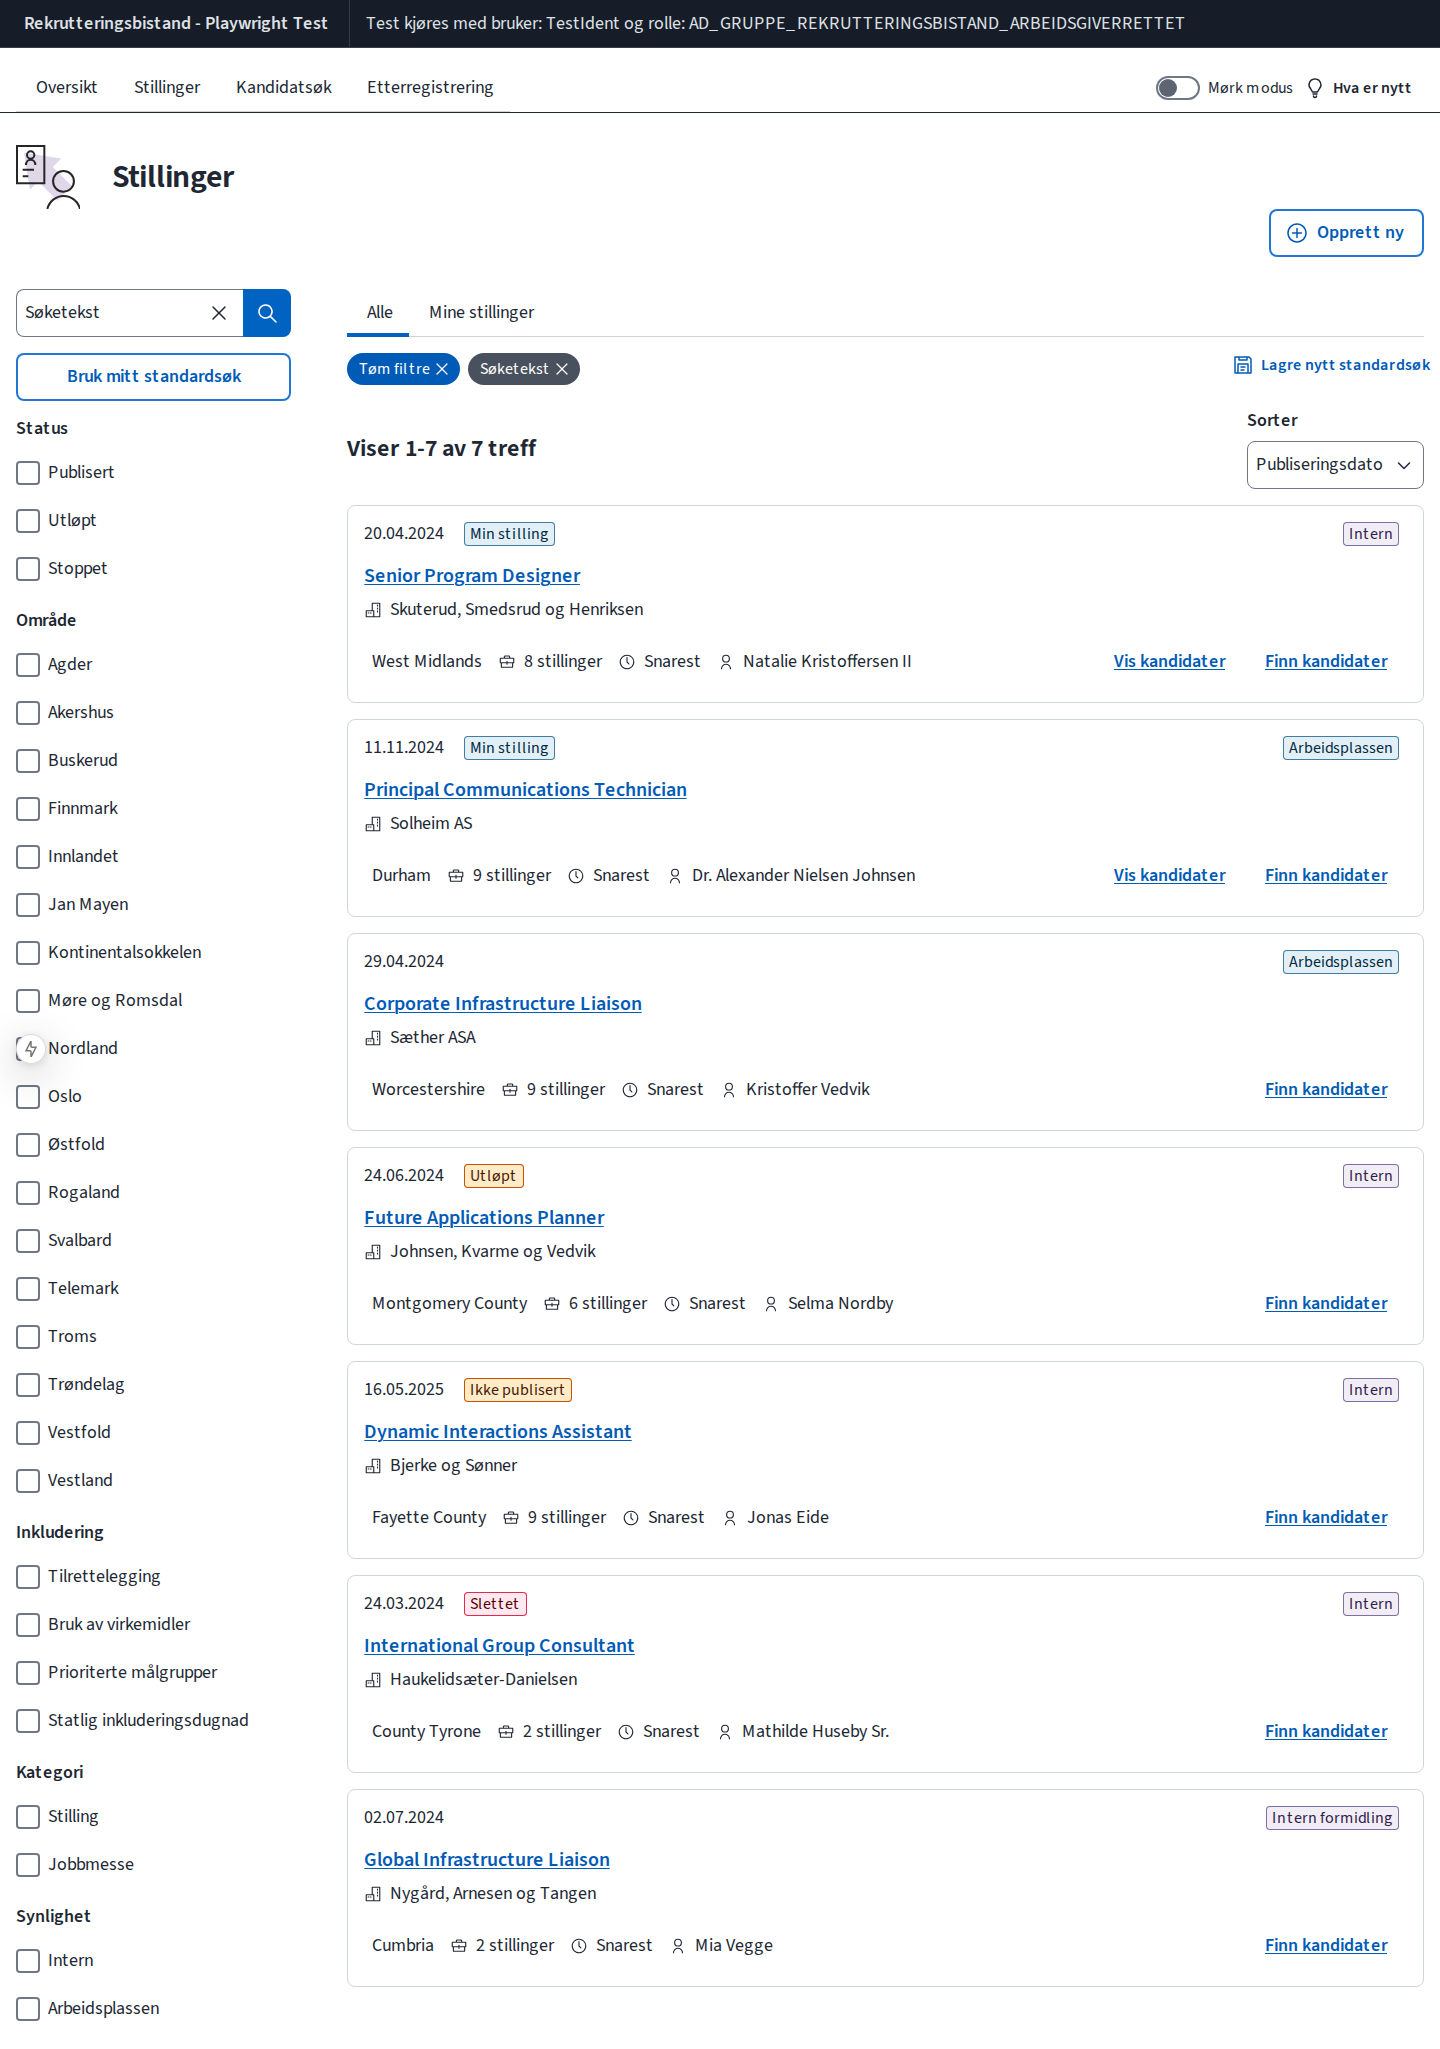 Rekrutteringsbistand - Playwright Test
Test kjøres med bruker: TestIdent og rolle: AD_GRUPPE_REKRUTTERINGSBISTAND_ARBEIDSGIVERRETTET
Oversikt Stillinger Kandidatsøk Etterregistrering
Mørk modus Hva er nytt
Stillinger
Opprett ny
Søketekst
Bruk mitt standardsøk
Status
Publisert
Utløpt
Stoppet
Område
Agder
Akershus
Buskerud
Finnmark
Innlandet
Jan Mayen
Kontinentalsokkelen
Møre og Romsdal
Nordland
Oslo
Østfold
Rogaland
Svalbard
Telemark
Troms
Trøndelag
Vestfold
Vestland
Inkludering
Tilrettelegging
Bruk av virkemidler
Prioriterte målgrupper
Statlig inkluderingsdugnad
Kategori
Stilling
Jobbmesse
Synlighet
Intern
Arbeidsplassen
Alle Mine stillinger
Tøm filtre Søketekst
Lagre nytt standardsøk
Viser 1-7 av 7 treff
Sorter
Publiseringsdato
20.04.2024 Min stilling Intern
Senior Program Designer
Skuterud, Smedsrud og Henriksen
West Midlands 8 stillinger Snarest Natalie Kristoffersen II Vis kandidater Finn kandidater
11.11.2024 Min stilling Arbeidsplassen
Principal Communications Technician
Solheim AS
Durham 9 stillinger Snarest Dr. Alexander Nielsen Johnsen Vis kandidater Finn kandidater
29.04.2024 Arbeidsplassen
Corporate Infrastructure Liaison
Sæther ASA
Worcestershire 9 stillinger Snarest Kristoffer Vedvik Finn kandidater
24.06.2024 Utløpt Intern
Future Applications Planner
Johnsen, Kvarme og Vedvik
Montgomery County 6 stillinger Snarest Selma Nordby Finn kandidater
16.05.2025 Ikke publisert Intern
Dynamic Interactions Assistant
Bjerke og Sønner
Fayette County 9 stillinger Snarest Jonas Eide Finn kandidater
24.03.2024 Slettet Intern
International Group Consultant
Haukelidsæter-Danielsen
County Tyrone 2 stillinger Snarest Mathilde Huseby Sr. Finn kandidater
02.07.2024 Intern formidling
Global Infrastructure Liaison
Nygård, Arnesen og Tangen
Cumbria 2 stillinger Snarest Mia Vegge Finn kandidater